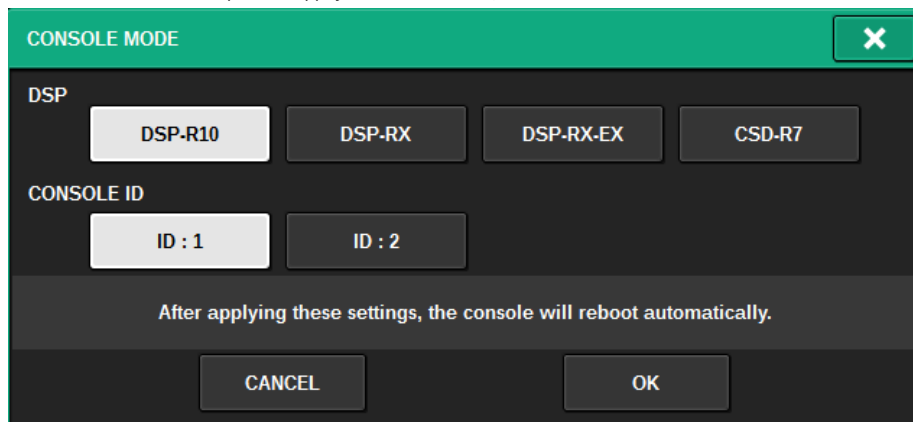 CONSOLE MODE
DSP
DSP-R10 DSP-RX DSP-RX-EX CSD-R7
CONSOLE ID
ID : 1 ID : 2
After applying these settings, the console will reboot automatically.
CANCEL OK